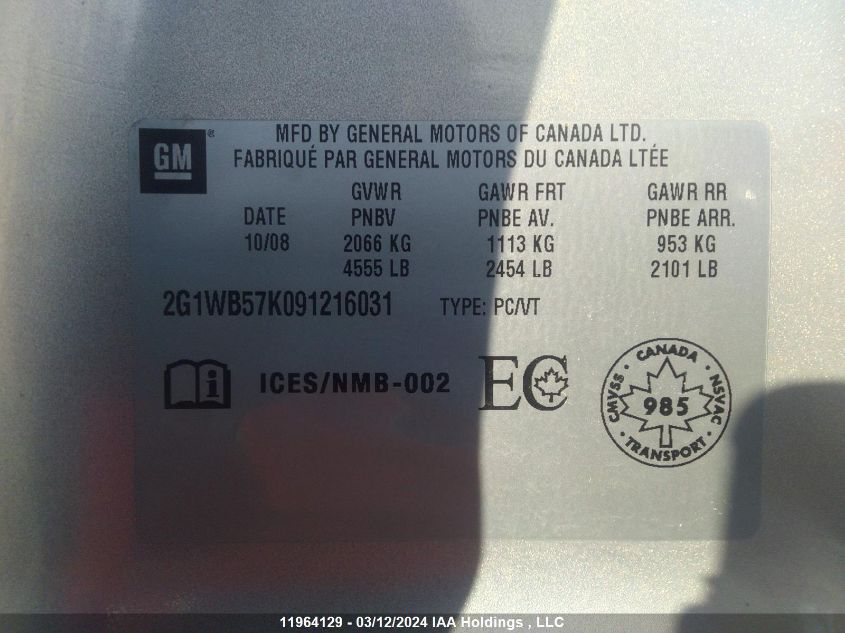 GM®
MFD BY GENERAL MOTORS OF CANADA LTD.
FABRIQUÉ PAR GENERAL MOTORS DU CANADA LTÉE
GVWR GAWR FRT GAWR RR
DATE PNBV PNBE AV. PNBE ARR.
10/08 2066 KG 1113 KG 953 KG
4555 LB 2454 LB 2101 LB
2G1WB57K091216031 TYPE: PC/VT
i ICES/NMB-002 EC
CANADA
CMVSS 985 NSVAC
TRANSPORT
11964129 - 03/12/2024 IAA Holdings , LLC